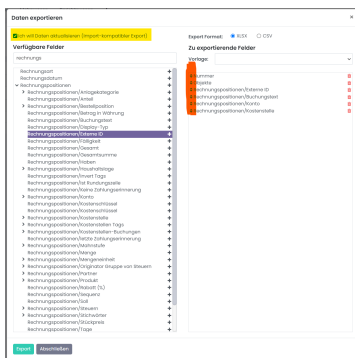 Daten exportieren
Ich will Daten aktualisieren (Import-kompatibler Export)
Export Format:
XLSX
CSV
Verfügbare Felder
Zu exportierende Felder
Vorlage:
rechnungs
Rechnungsart
Rechnungsdatum
Rechnungspositionen
Rechnungspositionen/Anlagekategorie
Rechnungspositionen/Anteil
Rechnungspositionen/Bestellposition
Rechnungspositionen/Betrag in Währung
Rechnungspositionen/Buchungstext
Rechnungspositionen/Display-Typ
Rechnungspositionen/Externe ID
Rechnungspositionen/Fälligkeit
Rechnungspositionen/Gesamt
Rechnungspositionen/Gesamtsumme
Rechnungspositionen/Haben
Rechnungspositionen/Haushaltslage
Rechnungspositionen/Invert Tags
Rechnungspositionen/Ist Rundungszeile
Rechnungspositionen/Keine Zahlungserinnerung
Rechnungspositionen/Konto
Rechnungspositionen/Kostenschlüssel
Rechnungspositionen/Kostenschlüssel
Rechnungspositionen/Kostenstelle
Rechnungspositionen/Kostenstellen Tags
Rechnungspositionen/Kostenstellen-Buchungen
Rechnungspositionen/letzte Zahlungserinnerung
Rechnungspositionen/Mahnstufe
Rechnungspositionen/Menge
Rechnungspositionen/Mengeneinheit
Rechnungspositionen/Originator Gruppe von Steuern
Rechnungspositionen/Partner
Rechnungspositionen/Produkt
Rechnungspositionen/Rabatt (%)
Rechnungspositionen/Sequenz
Rechnungspositionen/Soll
Rechnungspositionen/Steuern
Rechnungspositionen/Stichwörter
Rechnungspositionen/Stückpreis
Rechnungspositionen/Tage
Nummer
Objekte
Rechnungspositionen/Externe ID
Rechnungspositionen/Buchungstext
Rechnungspositionen/Konto
Rechnungspositionen/Kostenstelle
Export
Abschließen